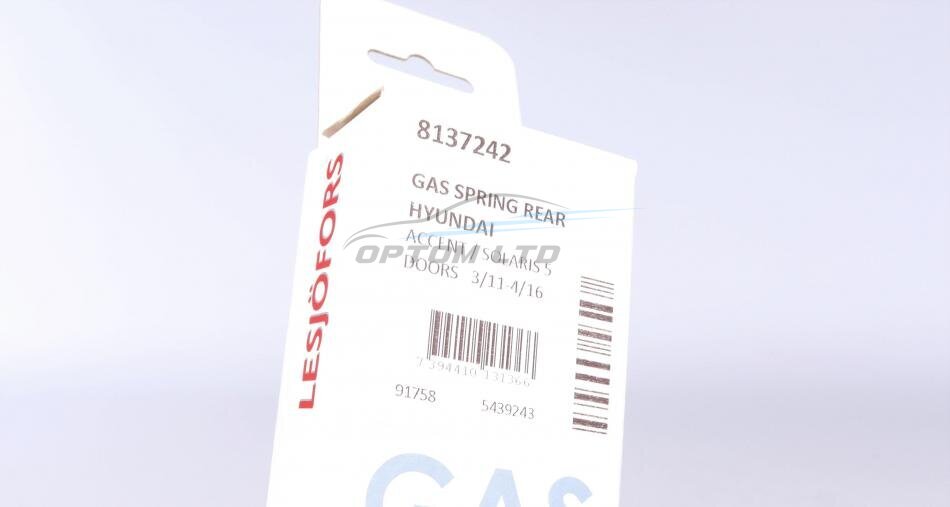 8137242
GAS SPRING REAR
HYUNDAI
ACCENT / SOLARIS 5
DOORS 3/11-4/16
LESJÖFORS
OPTOM LTD
7 394410 131366
91758 5439243
GAS